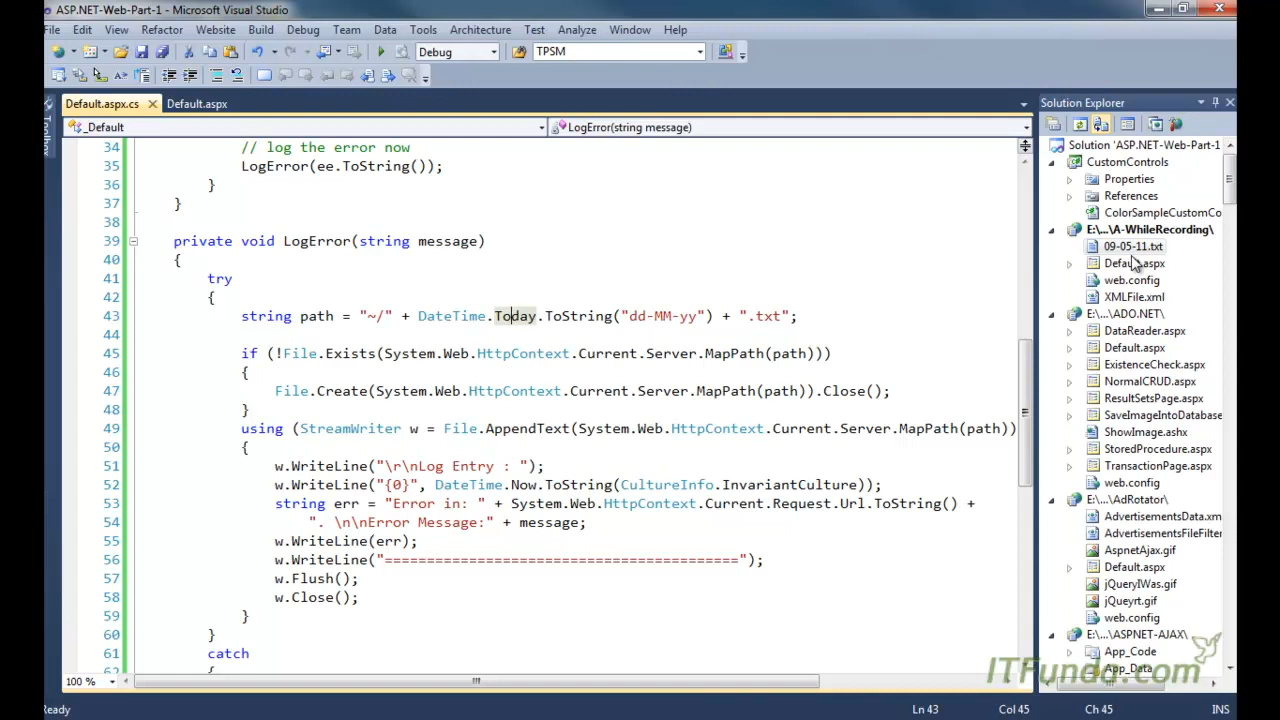 ASP.NET-Web-Part-1 - Microsoft Visual Studio
File Edit View Refactor Website Build Debug Team Data Tools Architecture Test Analyze Window Help
Debug TPSM
Default.aspx.cs Default.aspx
Solution Explorer
_Default LogError(string message)
34 // log the error now
35 LogError(ee.ToString());
36 }
37 }
38
39 private void LogError(string message)
40 {
41 try
42 {
43 string path = "~/" + DateTime.Today.ToString("dd-MM-yy") + ".txt";
44
45 if (!File.Exists(System.Web.HttpContext.Current.Server.MapPath(path)))
46 {
47 File.Create(System.Web.HttpContext.Current.Server.MapPath(path)).Close();
48 }
49 using (StreamWriter w = File.AppendText(System.Web.HttpContext.Current.Server.MapPath(path))
50 {
51 w.WriteLine("\r\nLog Entry : ");
52 w.WriteLine("{0}", DateTime.Now.ToString(CultureInfo.InvariantCulture));
53 string err = "Error in: " + System.Web.HttpContext.Current.Request.Url.ToString() +
54 ". \n\nError Message:" + message;
55 w.WriteLine(err);
56 w.WriteLine("==========================================");
57 w.Flush();
58 w.Close();
59 }
60 }
61 catch
62 {
Solution 'ASP.NET-Web-Part-1
CustomControls
Properties
References
ColorSampleCustomCo
E:\...\A-WhileRecording\
09-05-11.txt
Default.aspx
web.config
XMLFile.xml
E:\...\ADO.NET\
DataReader.aspx
Default.aspx
ExistenceCheck.aspx
NormalCRUD.aspx
ResultSetsPage.aspx
SaveImageIntoDatabase
ShowImage.ashx
StoredProcedure.aspx
TransactionPage.aspx
web.config
E:\...\AdRotator\
AdvertisementsData.xm
AdvertisementsFileFilter
AspnetAjax.gif
Default.aspx
jQueryIWas.gif
jQueyrt.gif
web.config
E:\...\ASPNET-AJAX\
App_Code
App_Data
Toolbox
100 %
ITFunda.com
Ready Ln 43 Col 45 Ch 45 INS